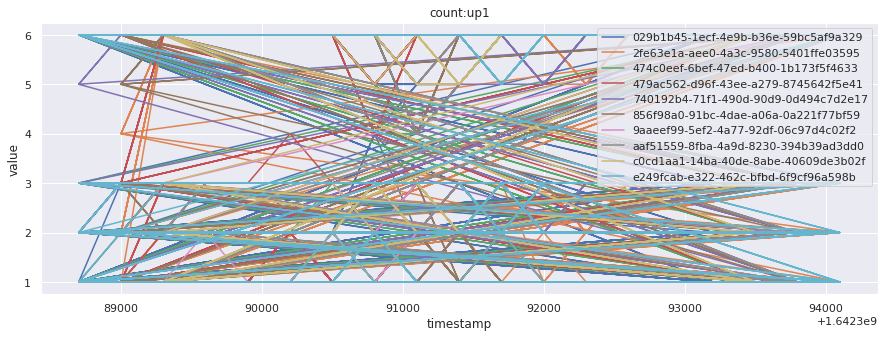 count:up1
6
5
4
3
2
1
value
029b1b45-1ecf-4e9b-b36e-59bc5af9a329
2fe63e1a-aee0-4a3c-9580-5401ffe03595
474c0eef-6bef-47ed-b400-1b173f5f4633
479ac562-d96f-43ee-a279-8745642f5e41
740192b4-71f1-490d-90d9-0d494c7d2e17
856f98a0-91bc-4dae-a06a-0a221f77bf59
9aaeef99-5ef2-4a77-92df-06c97d4c02f2
aaf51559-8fba-4a9d-8230-394b39ad3dd0
c0cd1aa1-14ba-40de-8abe-40609de3b02f
e249fcab-e322-462c-bfbd-6f9cf96a598b
89000 90000 91000 92000 93000 94000
+1.6423e9
timestamp